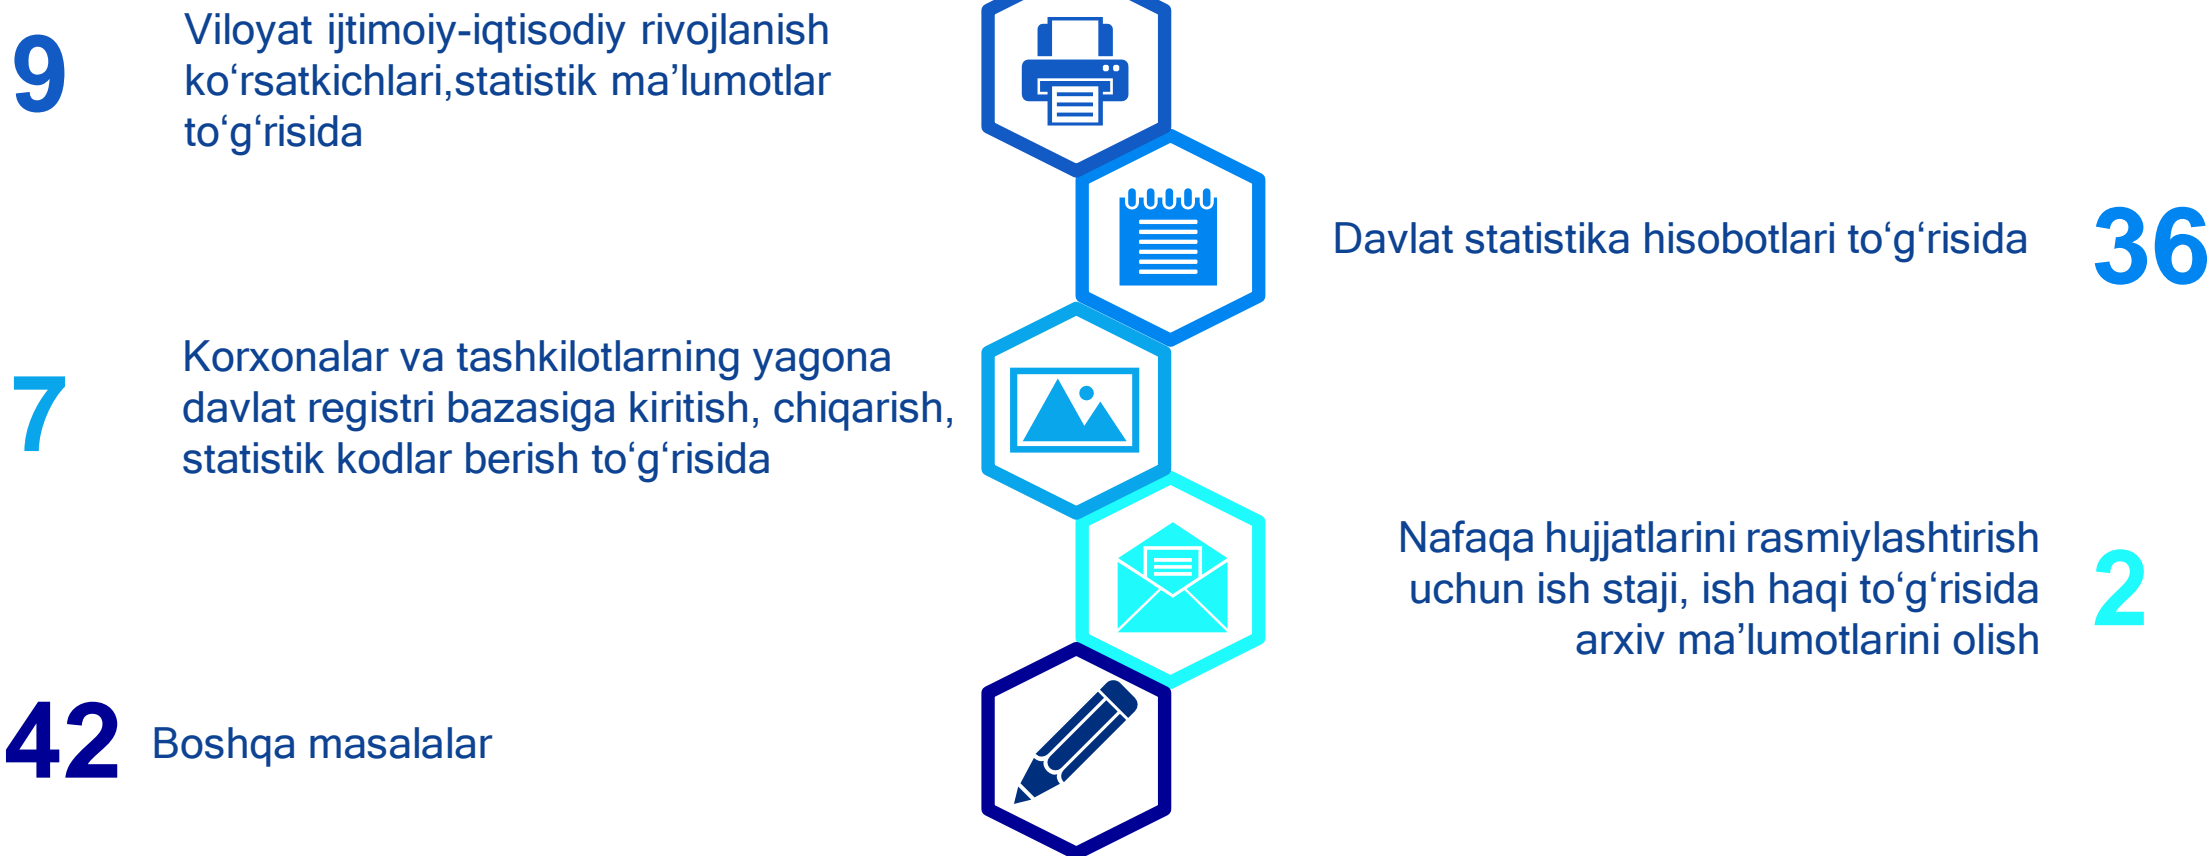 9
Viloyat ijtimoiy-iqtisodiy rivojlanish
ko‘rsatkichlari,statistik ma’lumotlar
to‘g‘risida
Davlat statistika hisobotlari to‘g‘risida
36
7
Korxonalar va tashkilotlarning yagona
davlat registri bazasiga kiritish, chiqarish,
statistik kodlar berish to‘g‘risida
Nafaqa hujjatlarini rasmiylashtirish
uchun ish staji, ish haqi to‘g‘risida
arxiv ma’lumotlarini olish
2
42
Boshqa masalalar